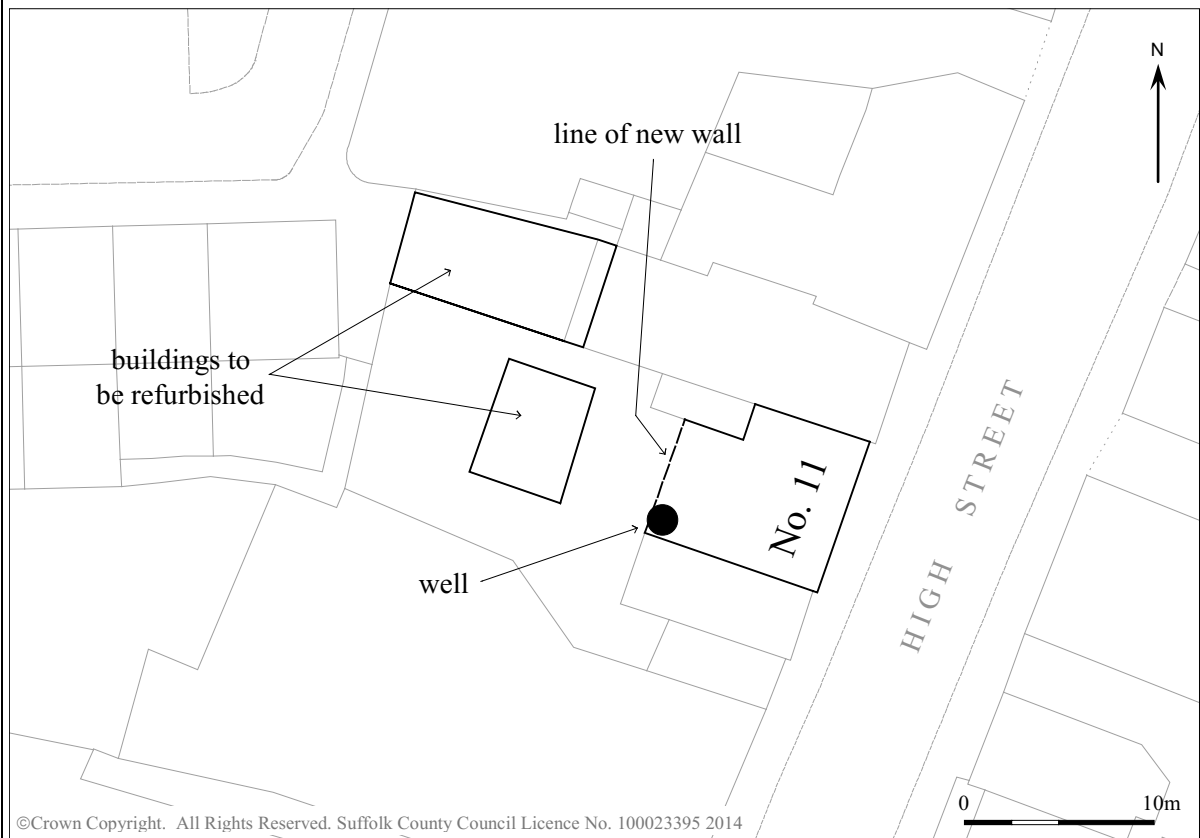 N
line of new wall
buildings to
be refurbished
No. 11
HIGH STREET
well
0 10m
©Crown Copyright. All Rights Reserved. Suffolk County Council Licence No. 100023395 2014